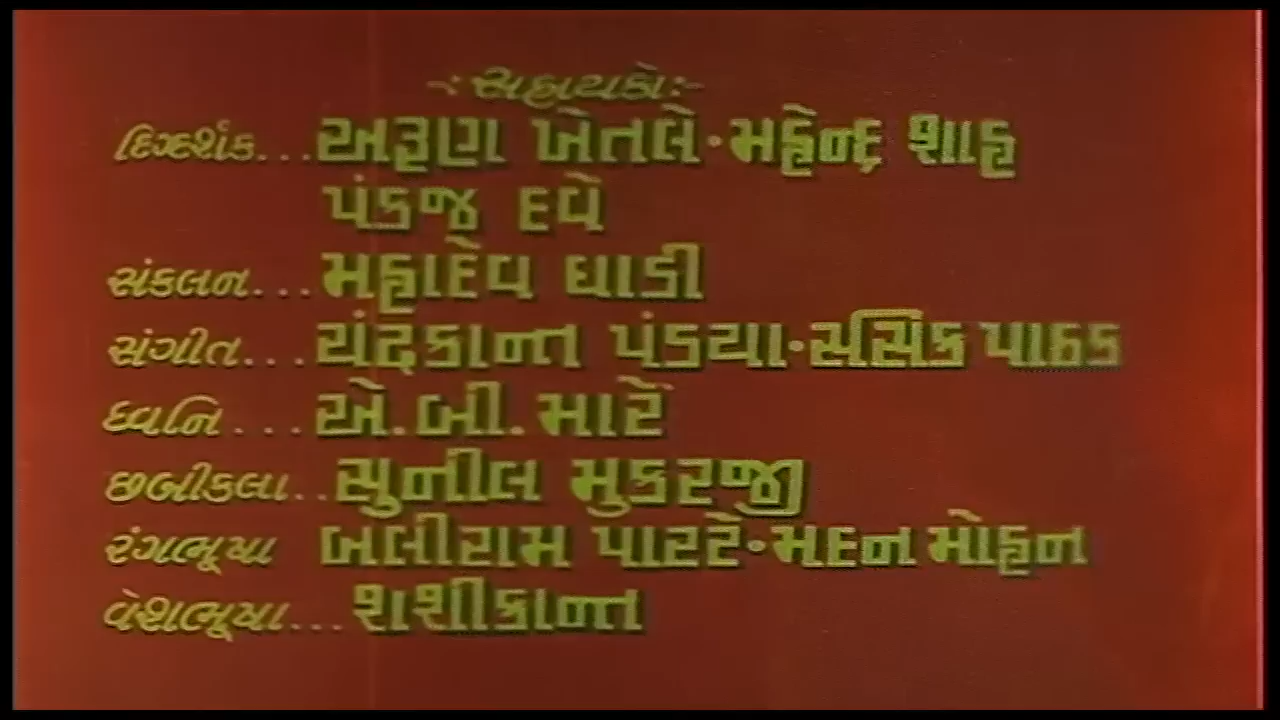 -: સહાયકો :-
દિગ્દર્શક... અરૂણ ખેતલે • મહેન્દ્ર શાહ
પંકજ દવે
સંકલન... મહાદેવ ઘાડી
સંગીત... ચંદ્રકાન્ત પંડયા • રસિક પાઠક
ધ્વનિ... એ. બી. મારે
છબીકલા.. સુનીલ મુકરજી
રંગભૂષા બલીરામ પારટે • મદન મોહન
વેશભૂષા... શશીકાન્ત